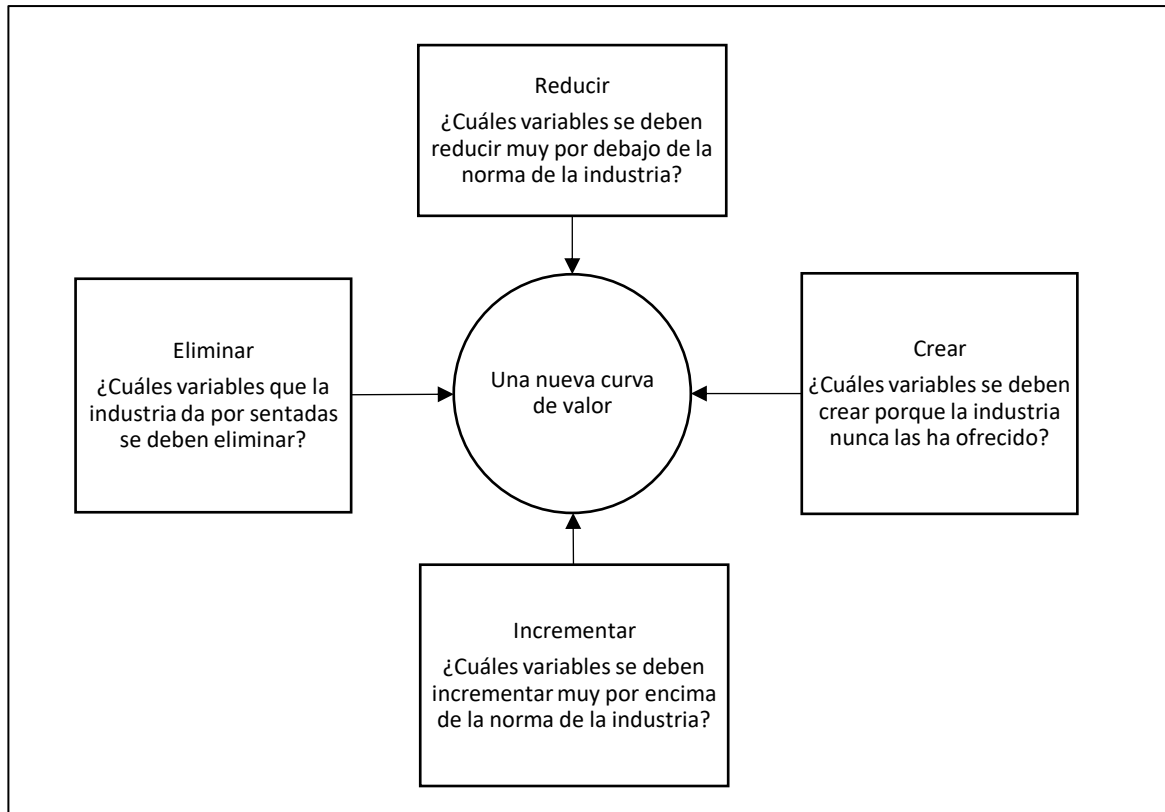 Reducir
¿Cuáles variables se deben
reducir muy por debajo de la
norma de la industria?
Eliminar
¿Cuáles variables que la
industria da por sentadas
se deben eliminar?
Una nueva curva
de valor
Crear
¿Cuáles variables se deben
crear porque la industria
nunca las ha ofrecido?
Incrementar
¿Cuáles variables se deben
incrementar muy por encima
de la norma de la industria?